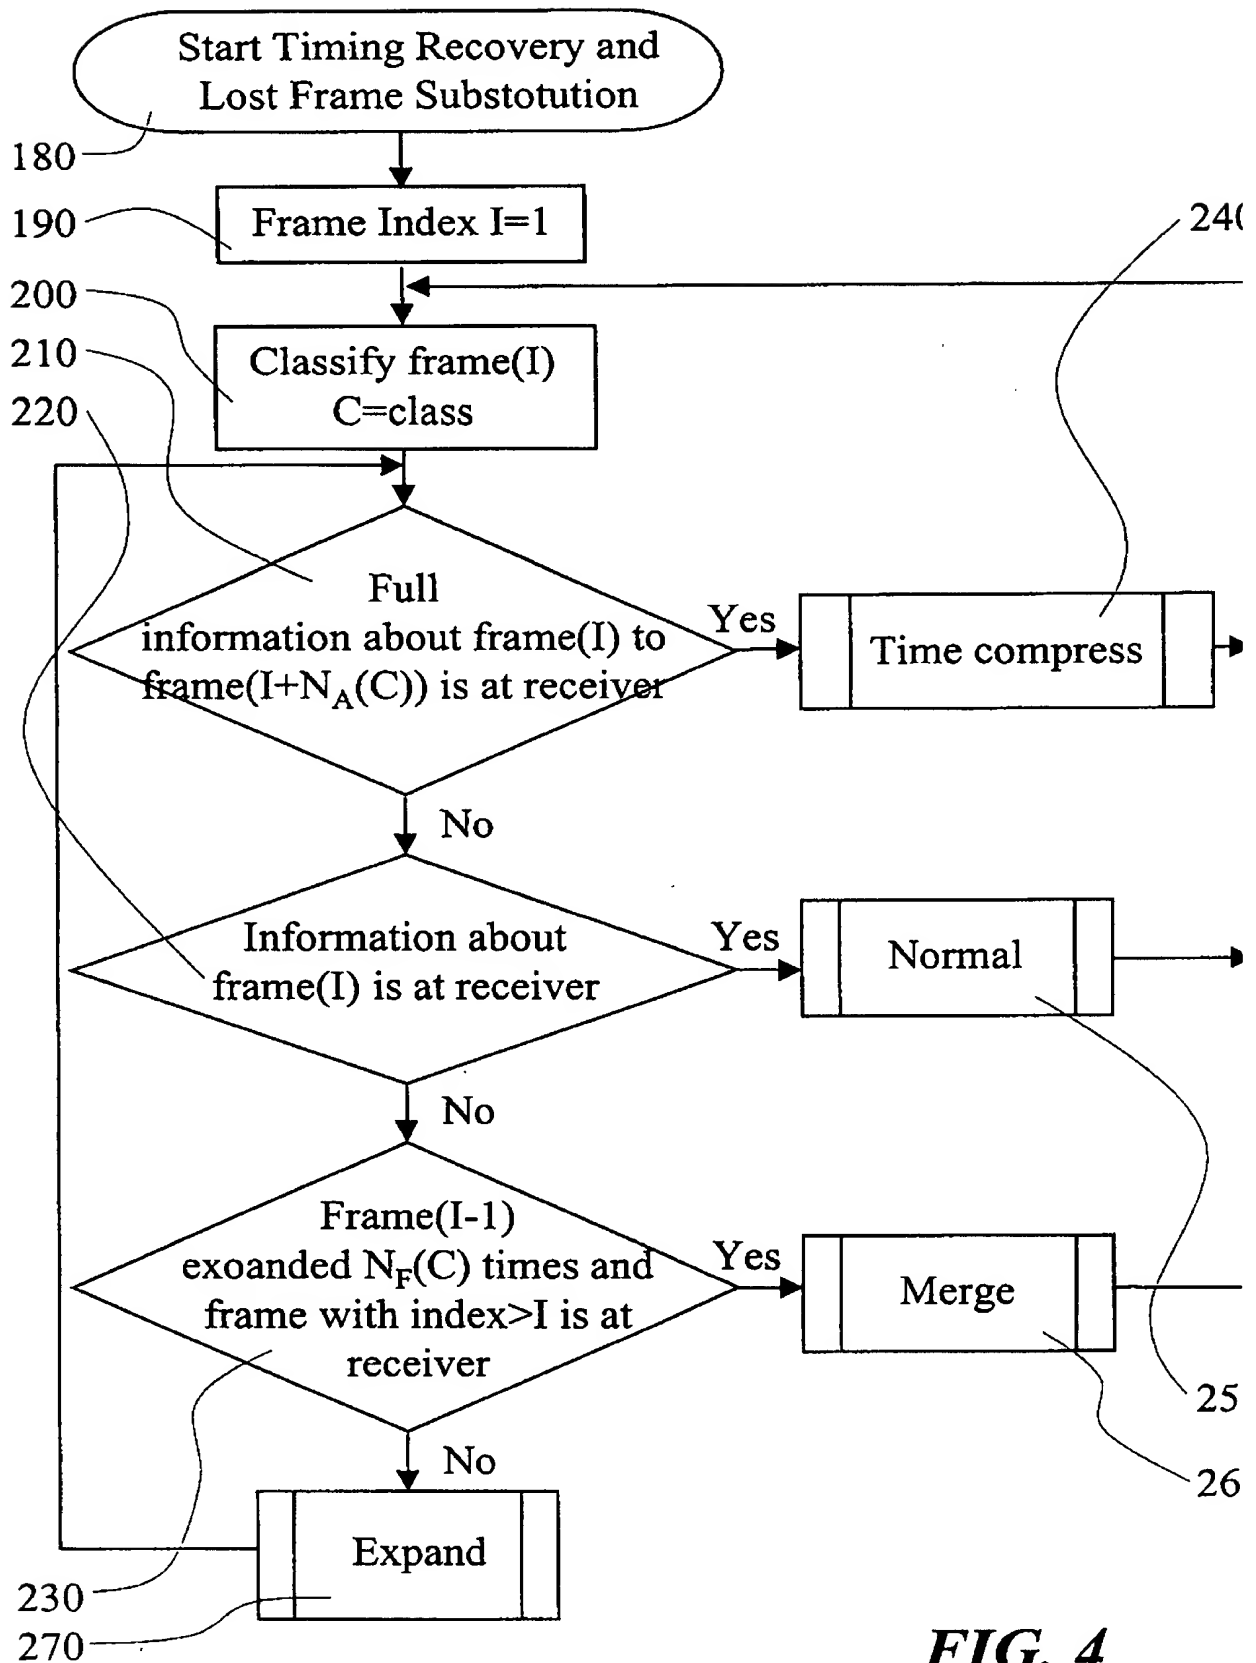 Start Timing Recovery and
Lost Frame Substotution
180
190
Frame Index I=1
240
200
210
220
Classify frame(I)
C=class
Full
information about frame(I) to
frame(I+N_A(C)) is at receiver
Yes
Time compress
No
Information about
frame(I) is at receiver
Yes
Normal
No
Frame(I-1)
exoanded N_F(C) times and
frame with index>I is at
receiver
Yes
Merge
25
26
No
Expand
230
270
FIG. 4